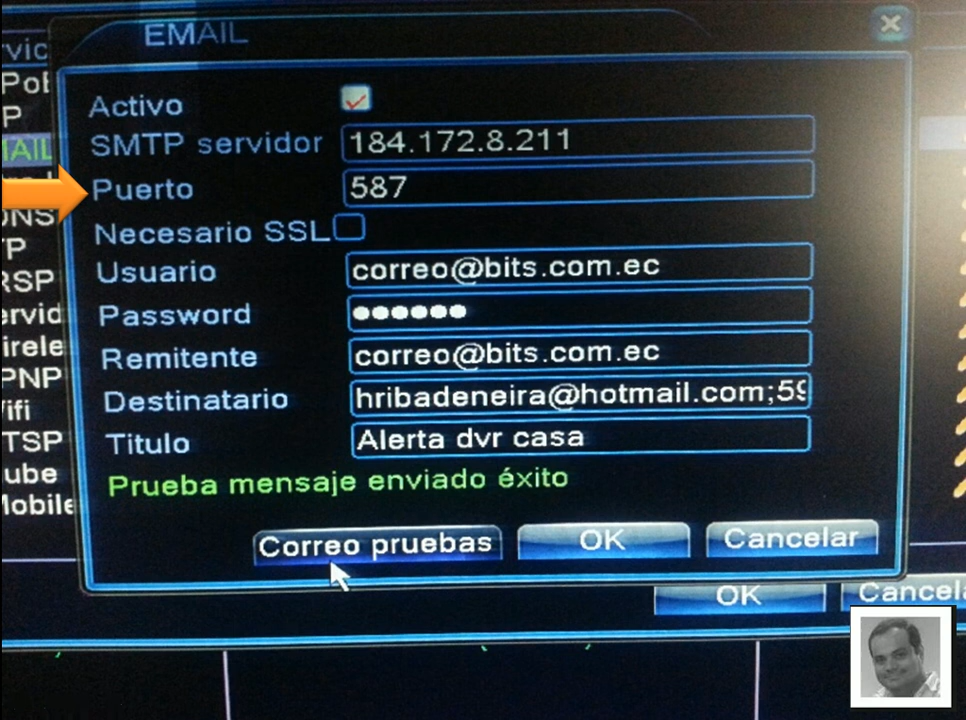 EMAIL
Activo
SMTP servidor 184.172.8.211
Puerto 587
Necesario SSL
Usuario correo@bits.com.ec
Password ●●●●●●
Remitente correo@bits.com.ec
Destinatario hribadeneira@hotmail.com;59
Titulo Alerta dvr casa
Prueba mensaje enviado éxito
Correo pruebas OK Cancelar
OK Cancela